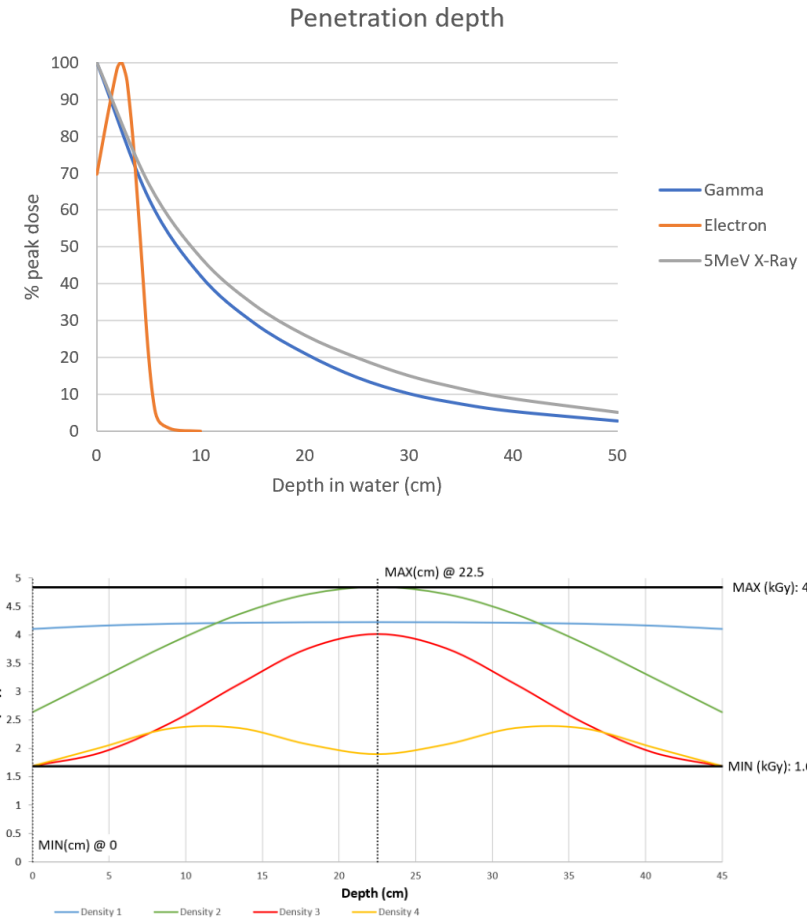 Penetration depth
100
90
80
70
60
50
40
30
20
10
0
% peak dose
0 10 20 30 40 50
Depth in water (cm)
Gamma
Electron
5MeV X-Ray
MAX(cm) @ 22.5
MAX (kGy): 4
5
4.5
4
3.5
3
2.5
2
1.5
1
0.5
0
MIN (kGy): 1.6
MIN(cm) @ 0
0 5 10 15 20 25 30 35 40 45
Depth (cm)
Density 1 Density 2 Density 3 Density 4